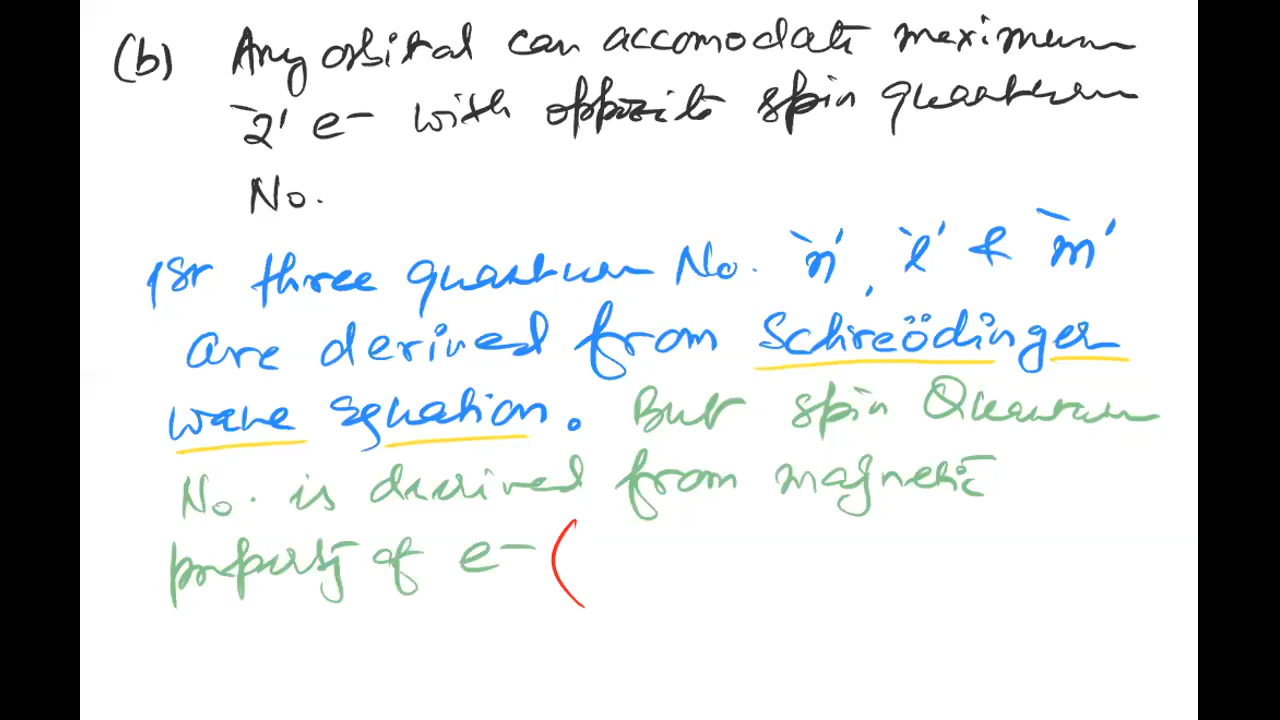 (b) Any orbital can accomodate maximum
'2' e- with opposite spin quantum
No.
1st three quantum No. 'n', 'l' & 'm'
are derived from Schreödinger
wave equation. But spin Quantum
No. is derived from magnetic
property of e- (